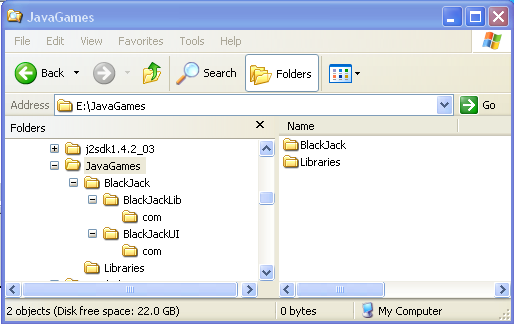 JavaGames
File Edit View Favorites Tools Help
Back Search Folders
Address E:\JavaGames Go
Folders
Name
j2sdk1.4.2_03
JavaGames
BlackJack
BlackJackLib
com
BlackJackUI
com
Libraries
BlackJack
Libraries
2 objects (Disk free space: 22.0 GB) 0 bytes My Computer